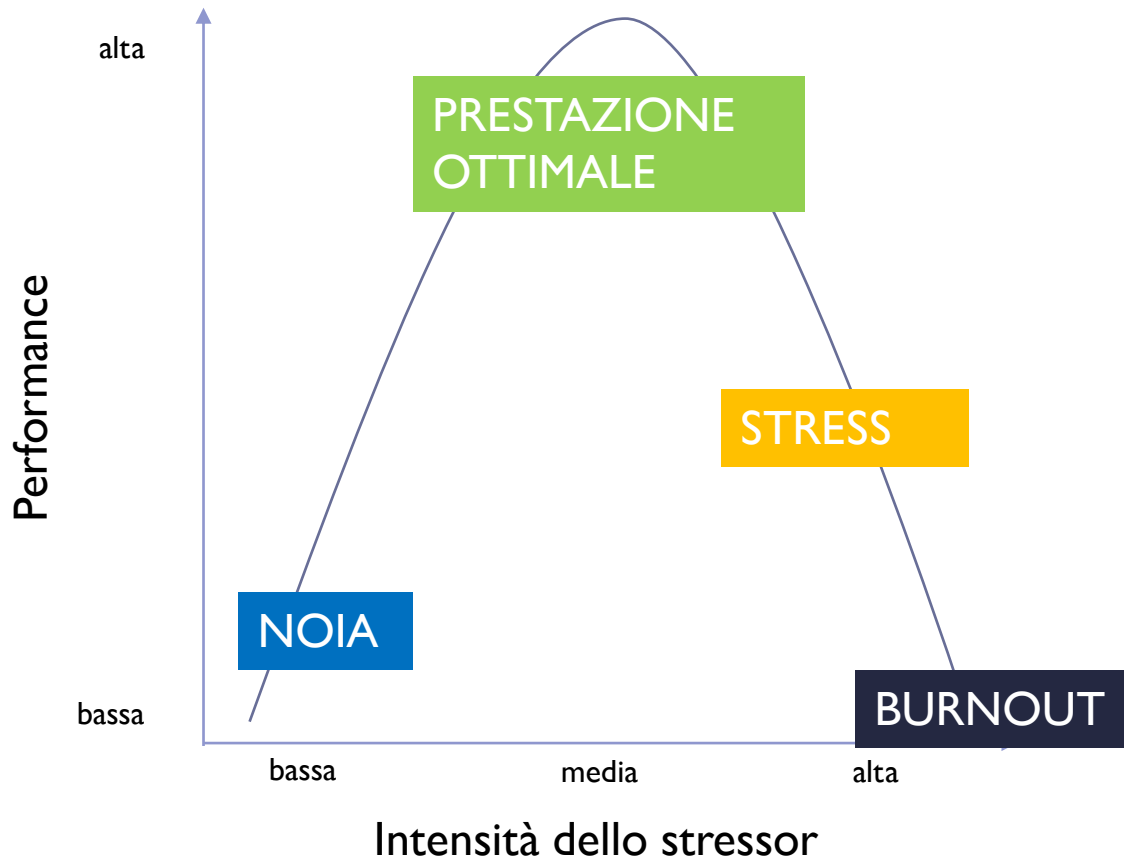 alta
PRESTAZIONE
OTTIMALE
Performance
STRESS
NOIA
BURNOUT
bassa
bassa
media
alta
Intensità dello stressor